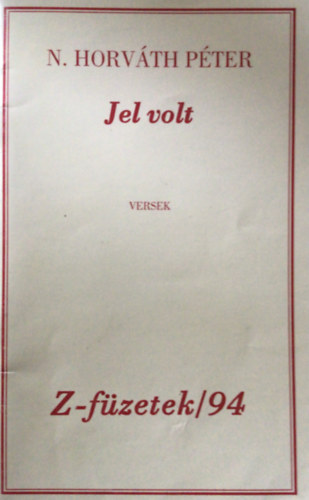 N. HORVÁTH PÉTER
Jel volt
VERSEK
Z-füzetek/94